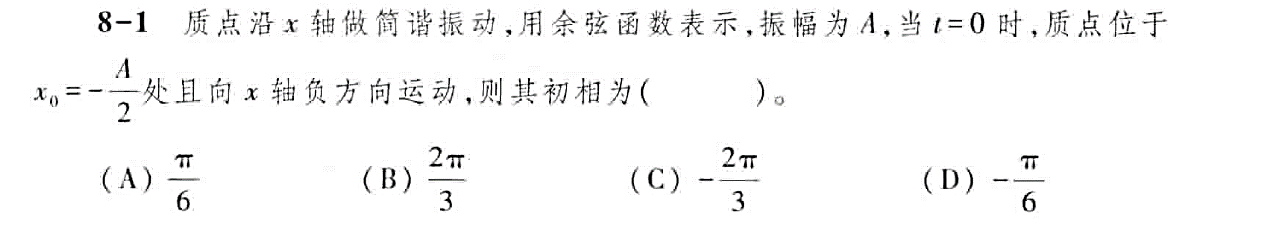 8-1 质点沿 x 轴做简谐振动,用余弦函数表示,振幅为 A,当 t=0 时,质点位于
x₀=-A/2处且向 x 轴负方向运动,则其初相为( )。
(A) π/6 (B) 2π/3 (C) -2π/3 (D) -π/6